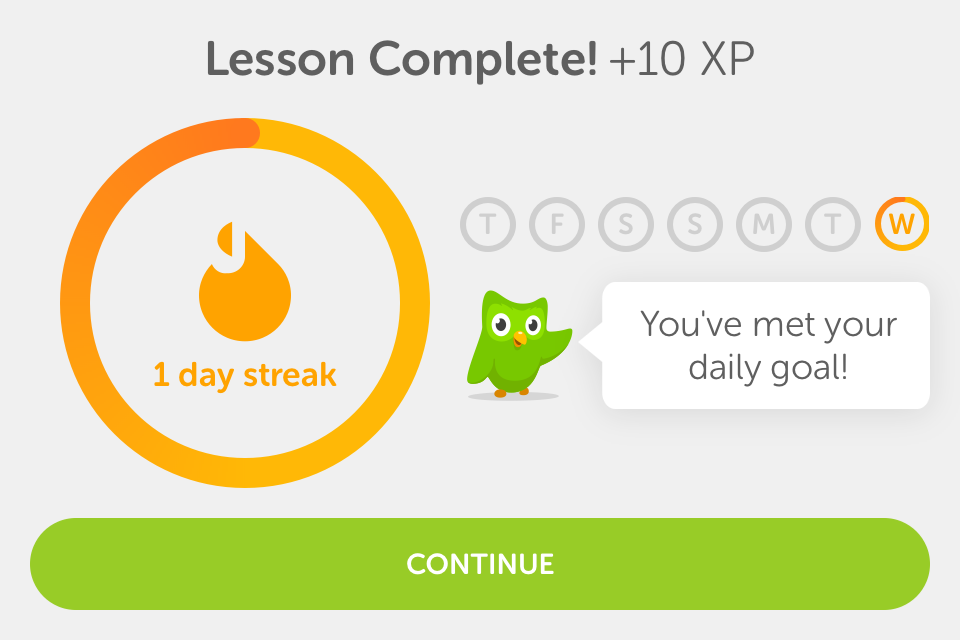 Lesson Complete! +10 XP
1 day streak
T F S S M T W
You've met your
daily goal!
CONTINUE